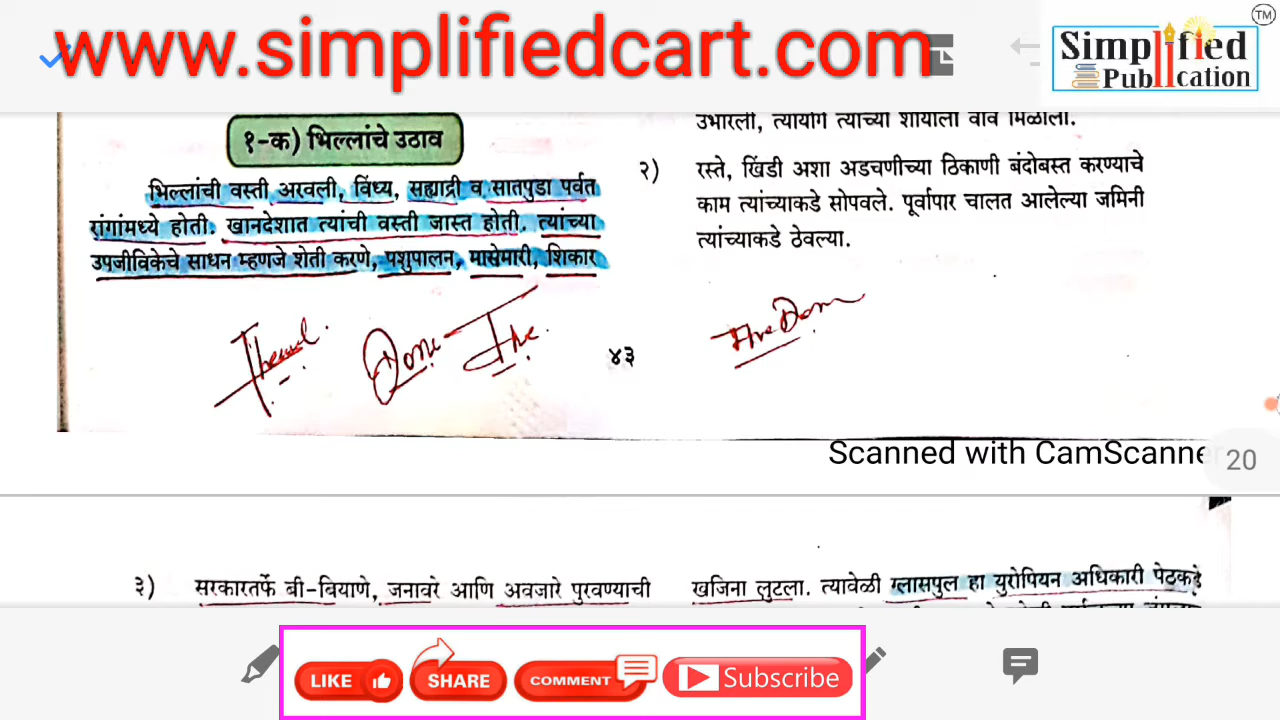 www.simplifiedcart.com
TM
Simplified
Publication
१-क) भिल्लांचे उठाव
भिल्लांची वस्ती अरवली, विंध्य, सह्याद्री व सातपुडा पर्वत
रांगांमध्ये होती. खानदेशात त्यांची वस्ती जास्त होती. त्यांच्या
उपजीविकेचे साधन म्हणजे शेती करणे, पशुपालन, मासेमारी, शिकार
४३
उभारली, त्यायोगे त्यांच्या शौर्याला वाव मिळाला.
२) रस्ते, खिंडी अशा अडचणीच्या ठिकाणी बंदोबस्त करण्याचे
काम त्यांच्याकडे सोपवले. पूर्वापार चालत आलेल्या जमिनी
त्यांच्याकडे ठेवल्या.
Scanned with CamScanner
20
३) सरकारतर्फे बी-बियाणे, जनावरे आणि अवजारे पुरवण्याची
खजिना लुटला. त्यावेळी ग्लासपुल हा युरोपियन अधिकारी पेठकडे
LIKE
SHARE
COMMENT
Subscribe